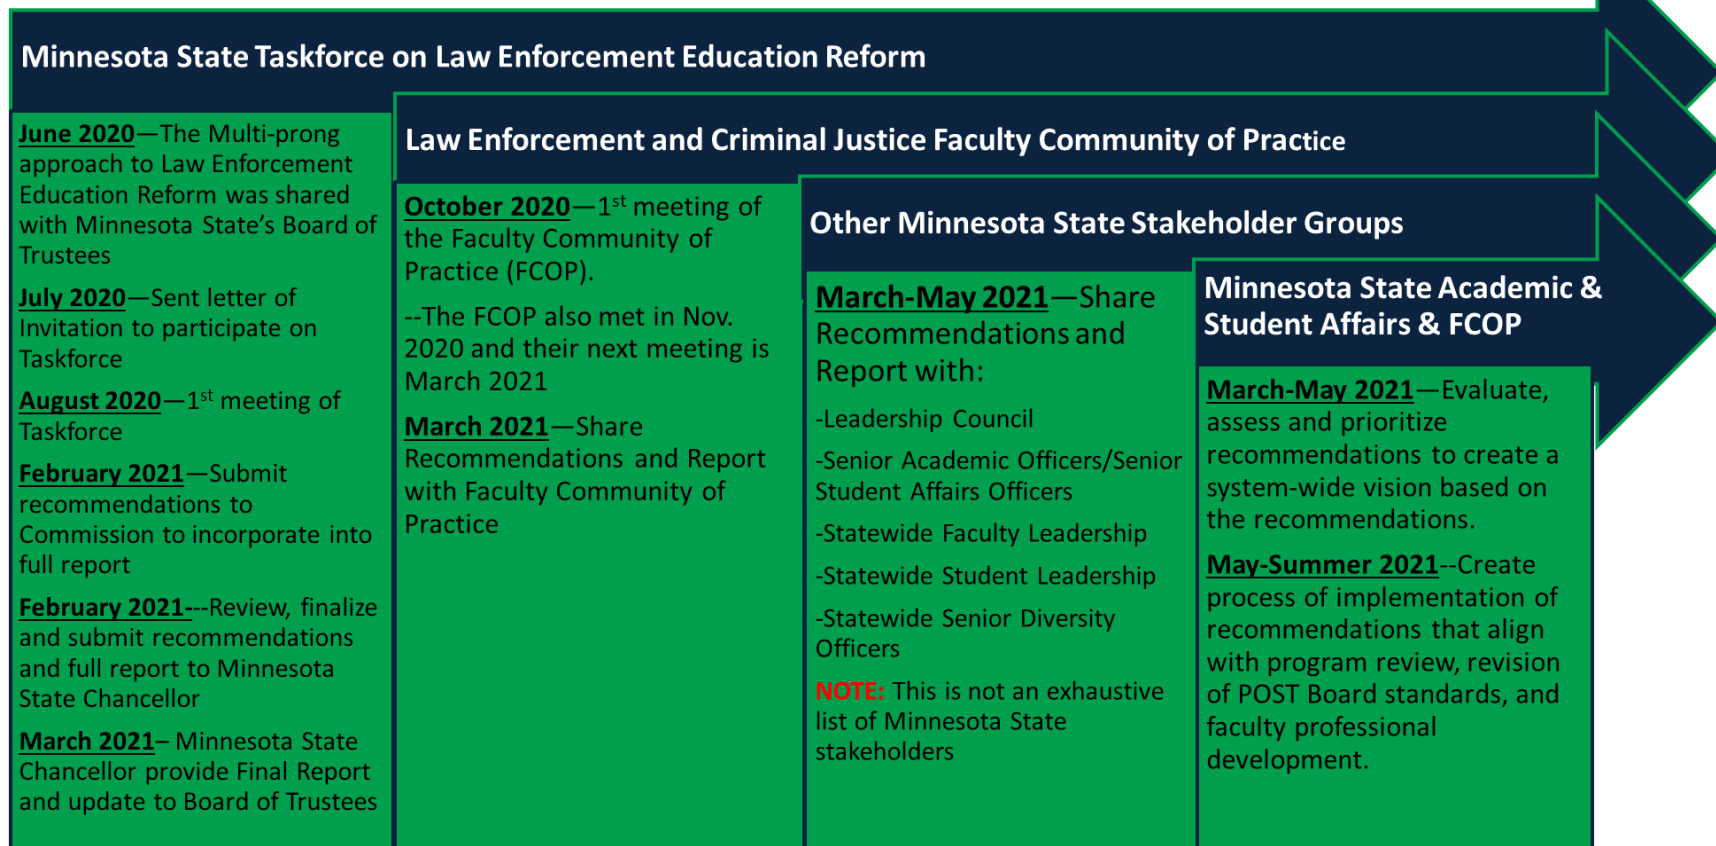 Minnesota State Taskforce on Law Enforcement Education Reform
June 2020—The Multi-prong
approach to Law Enforcement
Education Reform was shared
with Minnesota State’s Board of
Trustees
July 2020—Sent letter of
Invitation to participate on
Taskforce
August 2020—1st meeting of
Taskforce
February 2021—Submit
recommendations to
Commission to incorporate into
full report
February 2021---Review, finalize
and submit recommendations
and full report to Minnesota
State Chancellor
March 2021– Minnesota State
Chancellor provide Final Report
and update to Board of Trustees
Law Enforcement and Criminal Justice Faculty Community of Practice
October 2020—1st meeting of
the Faculty Community of
Practice (FCOP).
--The FCOP also met in Nov.
2020 and their next meeting is
March 2021
March 2021—Share
Recommendations and Report
with Faculty Community of
Practice
Other Minnesota State Stakeholder Groups
March-May 2021—Share
Recommendations and
Report with:
-Leadership Council
-Senior Academic Officers/Senior
Student Affairs Officers
-Statewide Faculty Leadership
-Statewide Student Leadership
-Statewide Senior Diversity
Officers
NOTE: This is not an exhaustive
list of Minnesota State
stakeholders
Minnesota State Academic &
Student Affairs & FCOP
March-May 2021—Evaluate,
assess and prioritize
recommendations to create a
system-wide vision based on
the recommendations.
May-Summer 2021--Create
process of implementation of
recommendations that align
with program review, revision
of POST Board standards, and
faculty professional
development.